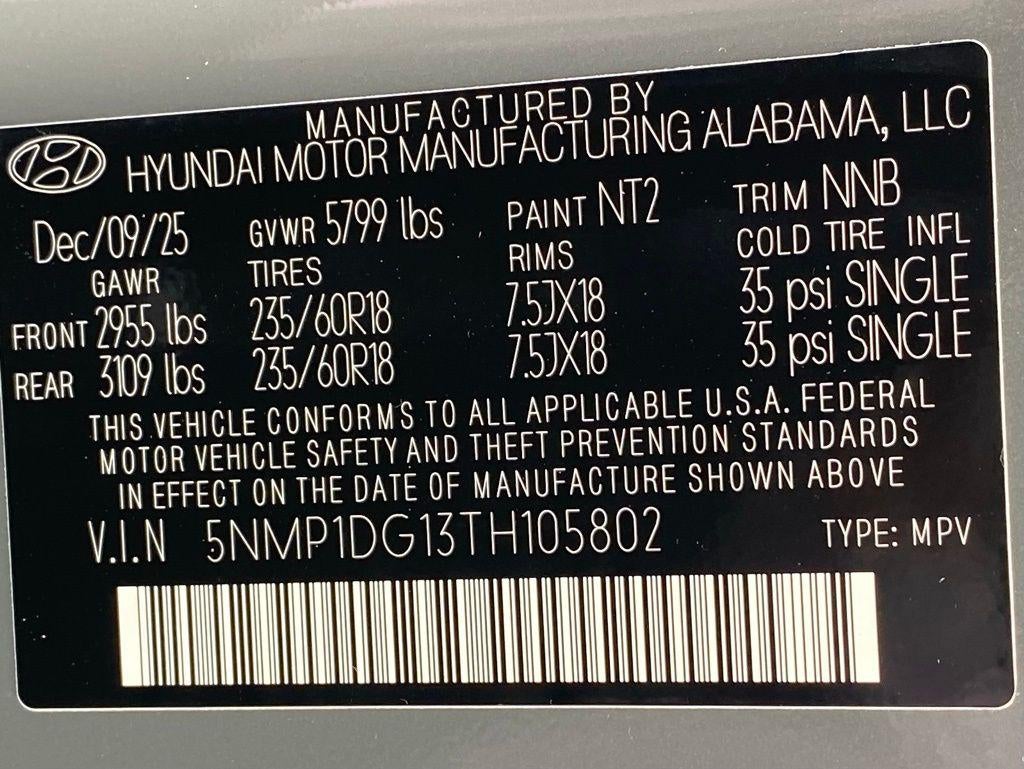 MANUFACTURED BY
HYUNDAI MOTOR MANUFACTURING ALABAMA, LLC
Dec/09/25 GVWR 5799 lbs PAINT NT2 TRIM NNB
GAWR TIRES RIMS COLD TIRE INFL
FRONT 2955 lbs 235/60R18 7.5JX18 35 psi SINGLE
REAR 3109 lbs 235/60R18 7.5JX18 35 psi SINGLE
THIS VEHICLE CONFORMS TO ALL APPLICABLE U.S.A. FEDERAL
MOTOR VEHICLE SAFETY AND THEFT PREVENTION STANDARDS
IN EFFECT ON THE DATE OF MANUFACTURE SHOWN ABOVE
V.I.N 5NMP1DG13TH105802 TYPE: MPV